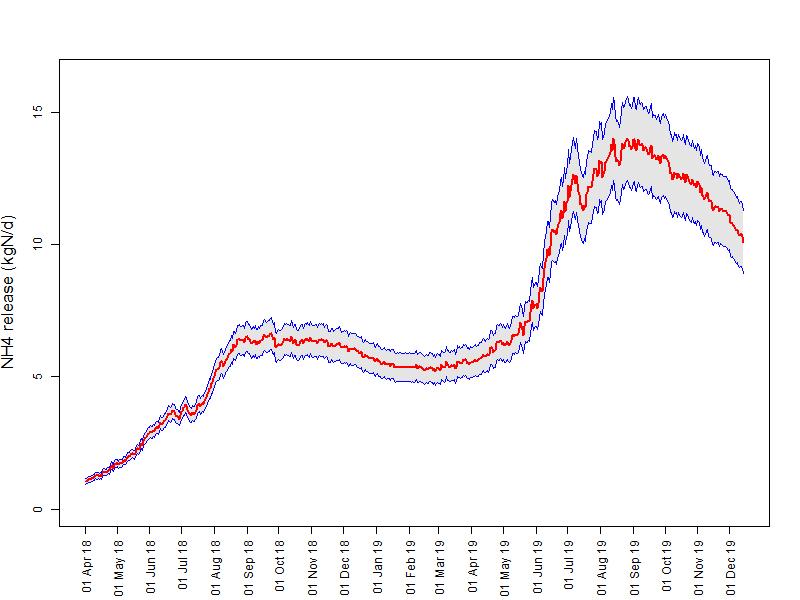 NH4 release (kgN/d)
15
10
5
0
01 Apr 18
01 May 18
01 Jun 18
01 Jul 18
01 Aug 18
01 Sep 18
01 Oct 18
01 Nov 18
01 Dec 18
01 Jan 19
01 Feb 19
01 Mar 19
01 Apr 19
01 May 19
01 Jun 19
01 Jul 19
01 Aug 19
01 Sep 19
01 Oct 19
01 Nov 19
01 Dec 19